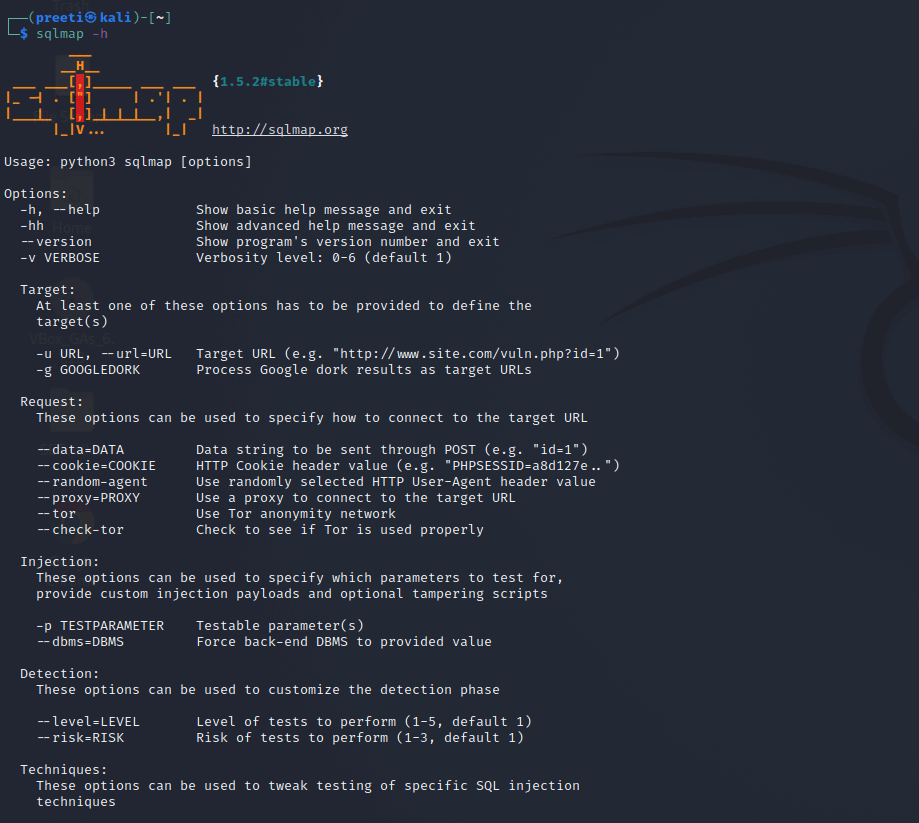 ┌──(preeti㉿kali)-[~]
└─$ sqlmap -h
        ___
       __H__
 ___ ___[,]_____ ___ ___  {1.5.2#stable}
|_ -| . ["]     | .'| . |
|___|_  [,]_|_|_|__,|  _|
      |_|V...       |_|   http://sqlmap.org
Usage: python3 sqlmap [options]
Options:
-h, --help Show basic help message and exit
-hh Show advanced help message and exit
--version Show program's version number and exit
-v VERBOSE Verbosity level: 0-6 (default 1)
Target:
At least one of these options has to be provided to define the
target(s)
-u URL, --url=URL Target URL (e.g. "http://www.site.com/vuln.php?id=1")
-g GOOGLEDORK Process Google dork results as target URLs
Request:
These options can be used to specify how to connect to the target URL
--data=DATA Data string to be sent through POST (e.g. "id=1")
--cookie=COOKIE HTTP Cookie header value (e.g. "PHPSESSID=a8d127e..")
--random-agent Use randomly selected HTTP User-Agent header value
--proxy=PROXY Use a proxy to connect to the target URL
--tor Use Tor anonymity network
--check-tor Check to see if Tor is used properly
Injection:
These options can be used to specify which parameters to test for,
provide custom injection payloads and optional tampering scripts
-p TESTPARAMETER Testable parameter(s)
--dbms=DBMS Force back-end DBMS to provided value
Detection:
These options can be used to customize the detection phase
--level=LEVEL Level of tests to perform (1-5, default 1)
--risk=RISK Risk of tests to perform (1-3, default 1)
Techniques:
These options can be used to tweak testing of specific SQL injection
techniques